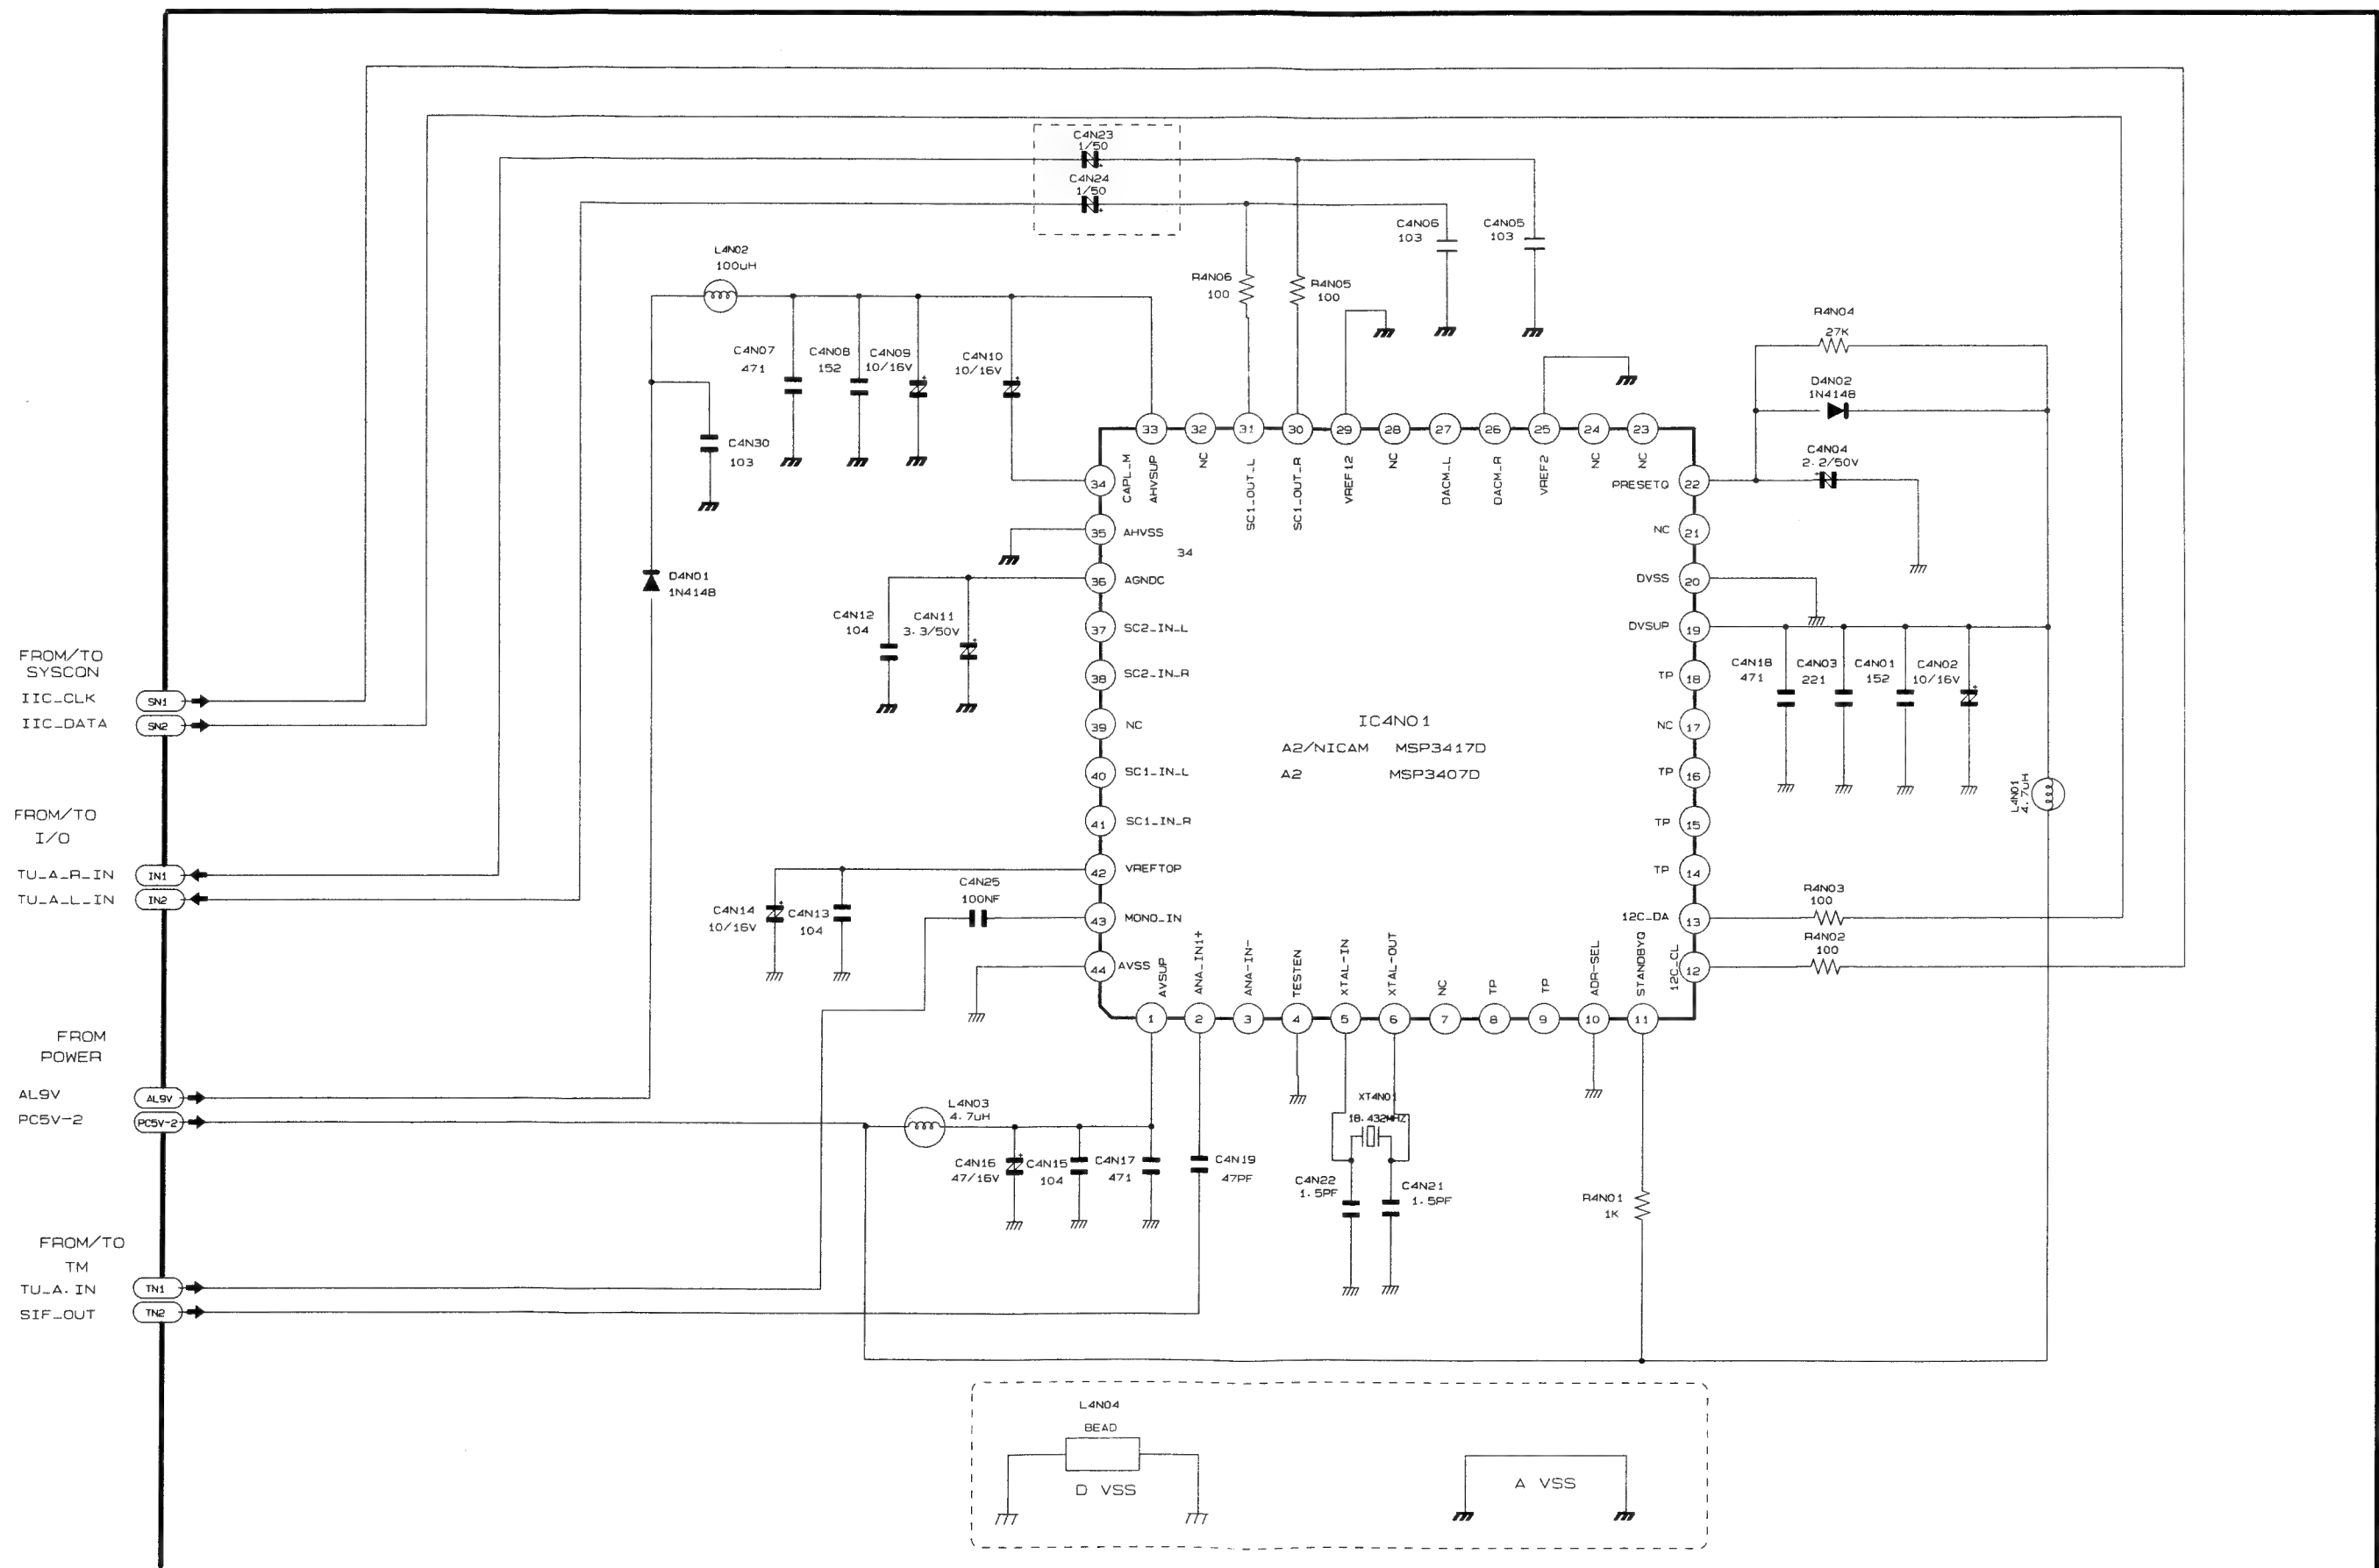 C4N23
1/50
C4N24
1/50
C4N06
103
C4N05
103
L4N02
100uH
R4N06
100
R4N05
100
R4N04
27K
C4N07
471
C4N08
152
C4N09
10/16V
C4N10
10/16V
D4N02
1N4148
C4N30
103
C4N04
2.2/50V
33
32
31
30
29
28
27
26
25
24
23
CAPL_M
AHVSUP
NC
SC1_OUT_L
SC1_OUT_R
VREF12
NC
DACM_L
DACM_R
VREF2
NC
NC
34
PRESETQ
22
35
AHVSS
34
NC
21
36
AGNDC
DVSS
20
D4N01
1N4148
C4N12
104
C4N11
3.3/50V
37
SC2_IN_L
DVSUP
19
FROM/TO
SYSCON
IIC_CLK
SN1
IIC_DATA
SN2
38
SC2_IN_R
TP
18
C4N18
471
C4N03
221
C4N01
152
C4N02
10/16V
39
NC
IC4N01
A2/NICAM MSP3417D
A2 MSP3407D
NC
17
40
SC1_IN_L
TP
16
L4N01
4.7uH
FROM/TO
I/O
TU_A_R_IN
IN1
TU_A_L_IN
IN2
41
SC1_IN_R
TP
15
42
VREFTOP
TP
14
C4N14
10/16V
C4N13
104
C4N25
100NF
43
MONO_IN
12C_DA
13
R4N03
100
R4N02
100
44
AVSS
12C_CL
12
AVSUP
ANA_IN1+
ANA-IN-
TESTEN
XTAL-IN
XTAL-OUT
NC
TP
TP
ADR-SEL
STANDBYQ
1
2
3
4
5
6
7
8
9
10
11
FROM
POWER
AL9V
AL9V
PC5V-2
PC5V-2
L4N03
4.7uH
XT4N01
18.432MHZ
C4N16
47/16V
C4N15
104
C4N17
471
C4N19
47PF
C4N22
1.5PF
C4N21
1.5PF
R4N01
1K
FROM/TO
TM
TU_A.IN
TN1
SIF_OUT
TN2
L4N04
BEAD
D VSS
A VSS